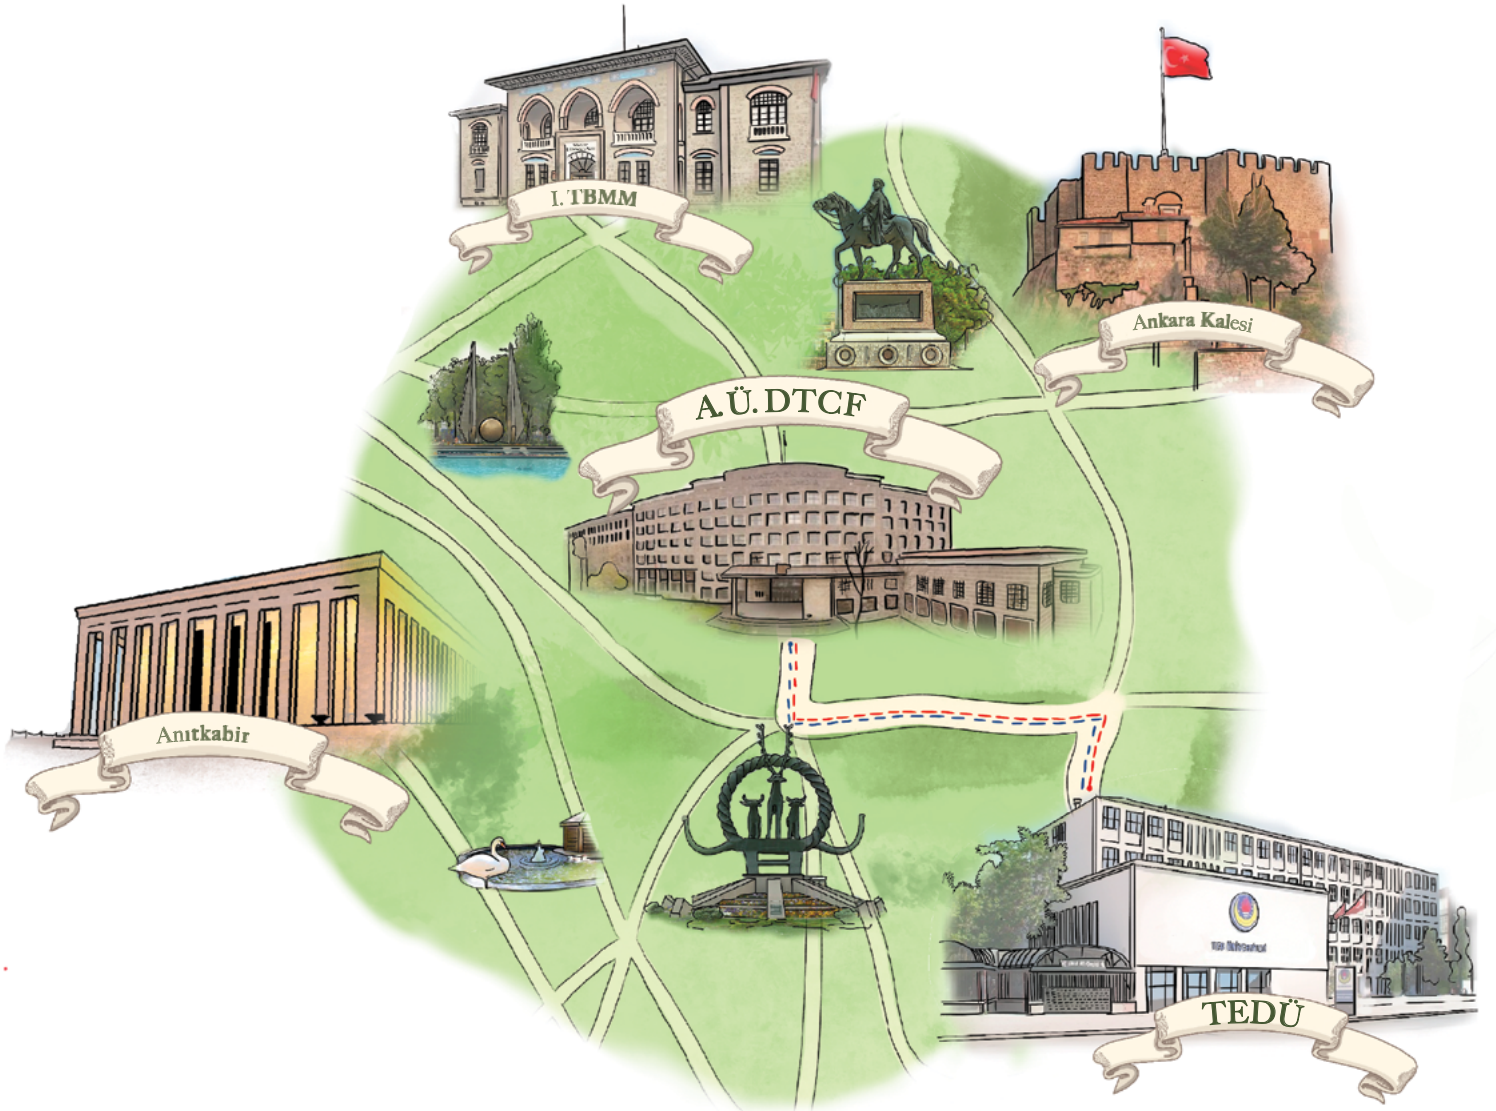 I. TBMM
Ankara Kalesi
A.Ü. DTCF
Anıtkabir
TEDÜ